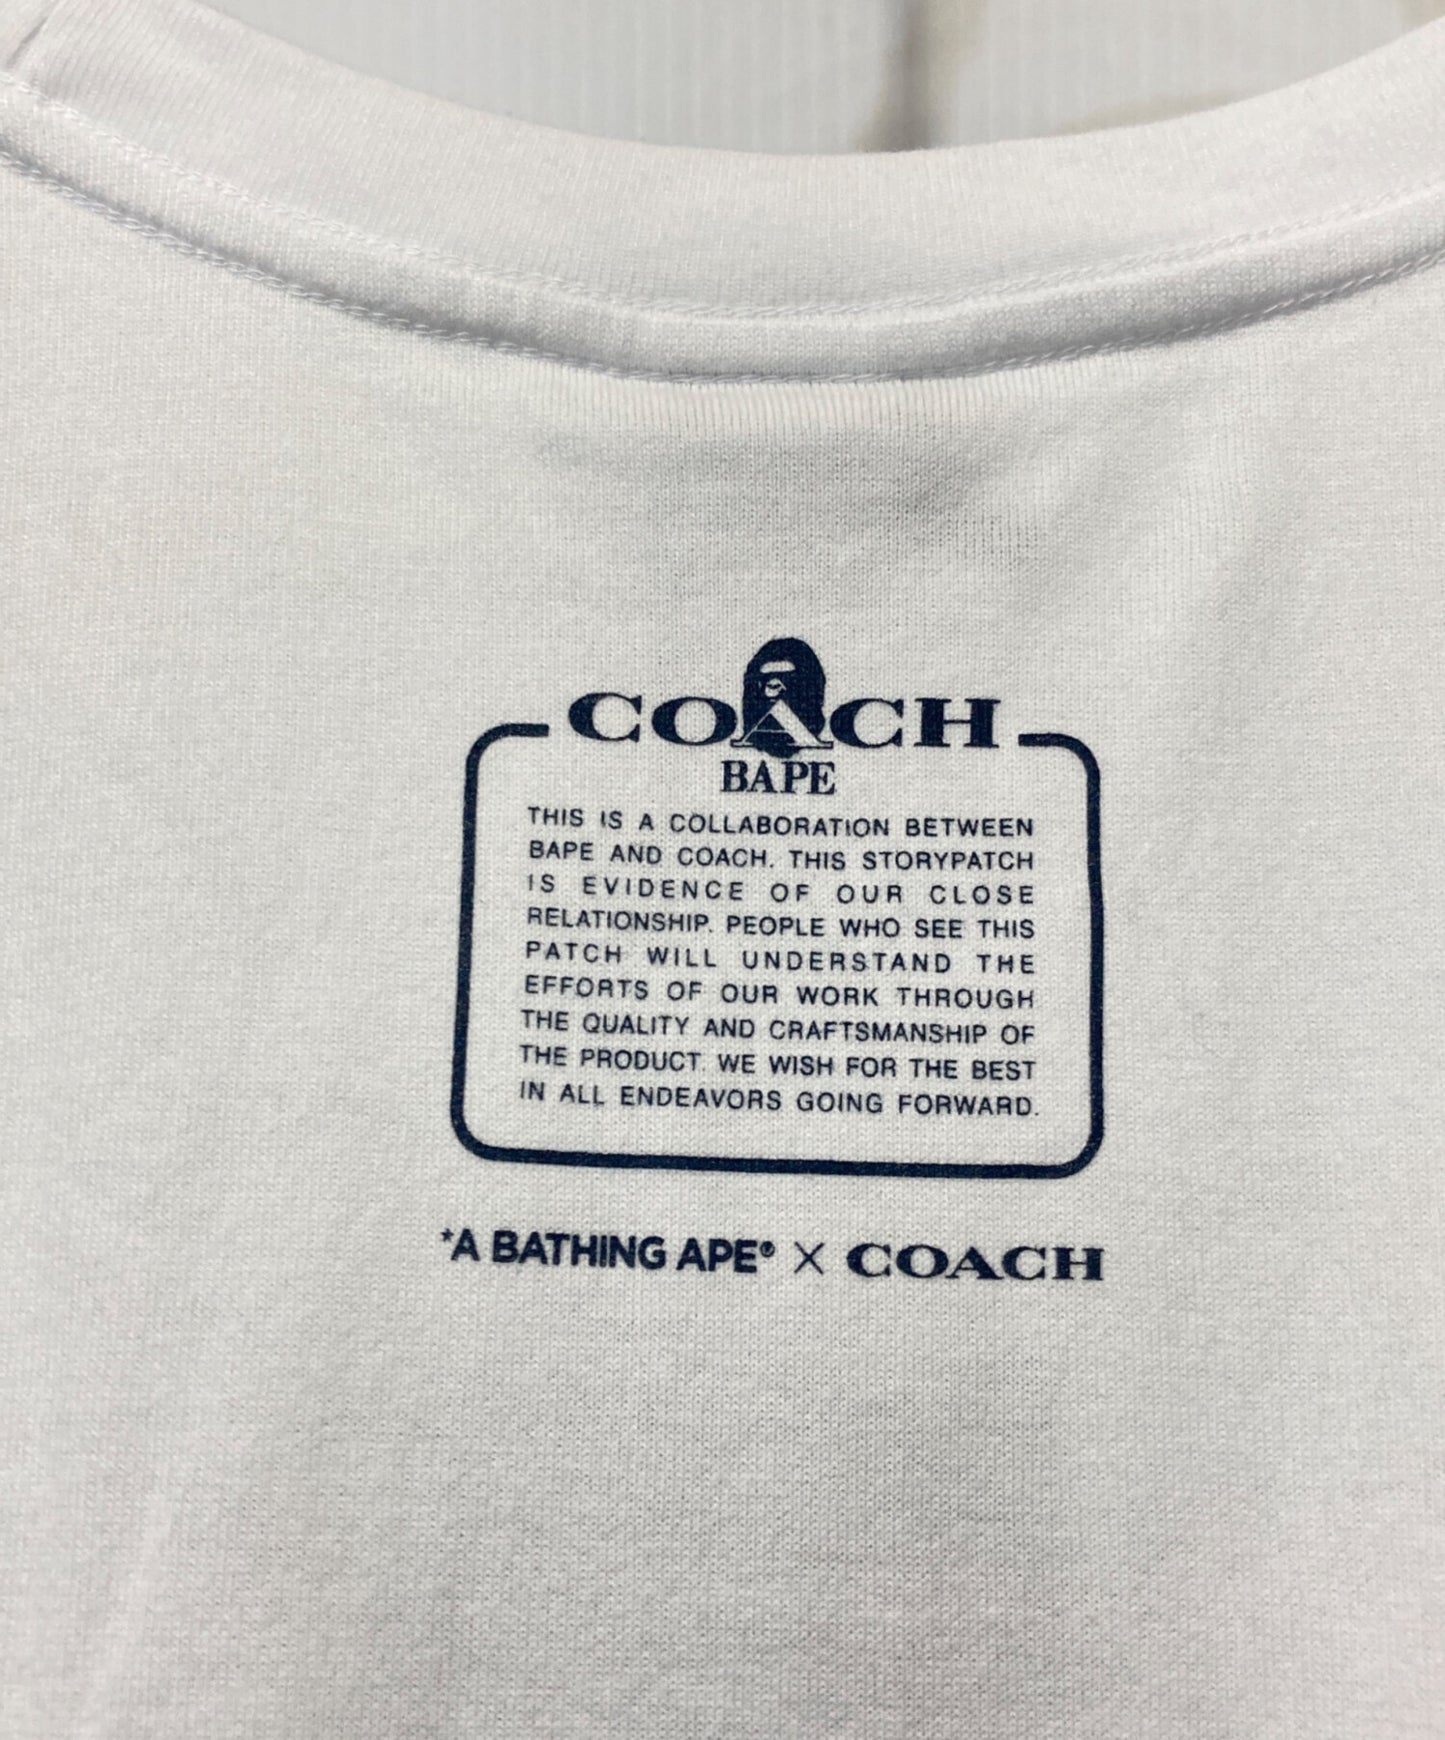 COACH
BAPE
THIS IS A COLLABORATION BETWEEN
BAPE AND COACH. THIS STORYPATCH
IS EVIDENCE OF OUR CLOSE
RELATIONSHIP. PEOPLE WHO SEE THIS
PATCH WILL UNDERSTAND THE
EFFORTS OF OUR WORK THROUGH
THE QUALITY AND CRAFTSMANSHIP OF
THE PRODUCT. WE WISH FOR THE BEST
IN ALL ENDEAVORS GOING FORWARD.
*A BATHING APE® X COACH